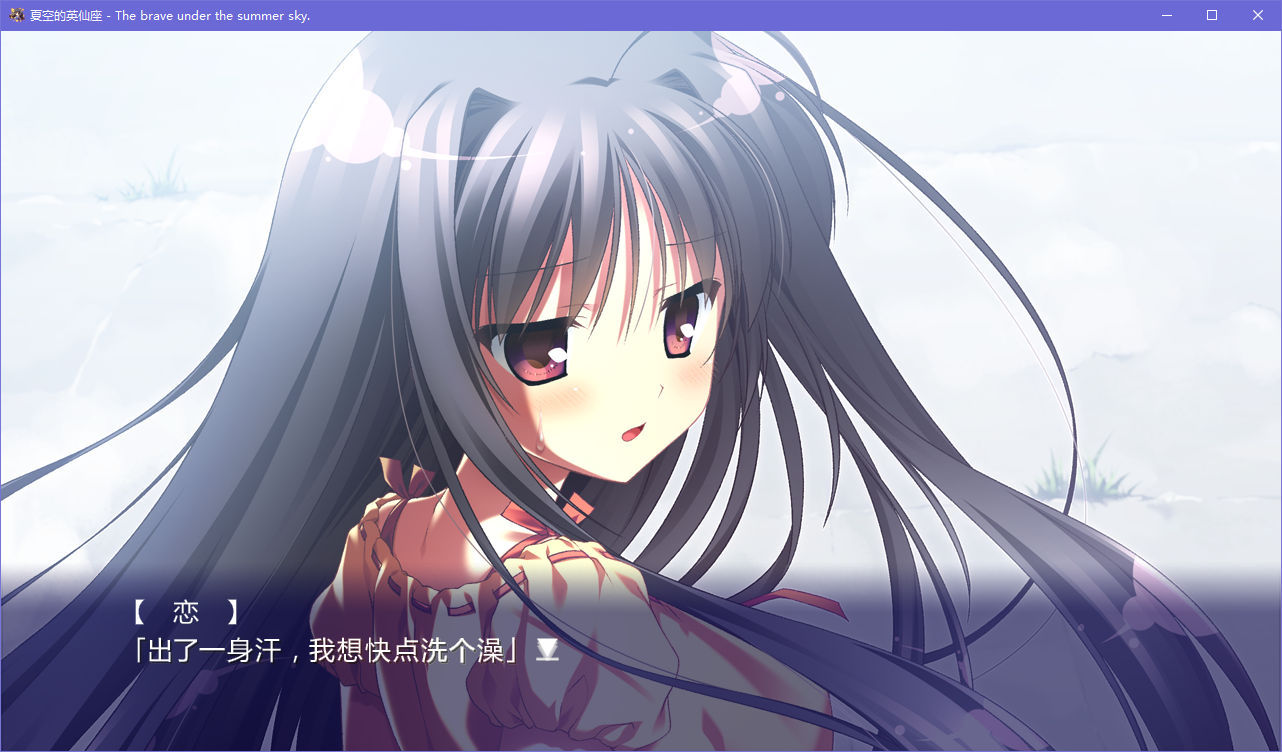 夏空的英仙座 - The brave under the summer sky.
【 恋 】
「出了一身汗，我想快点洗个澡」